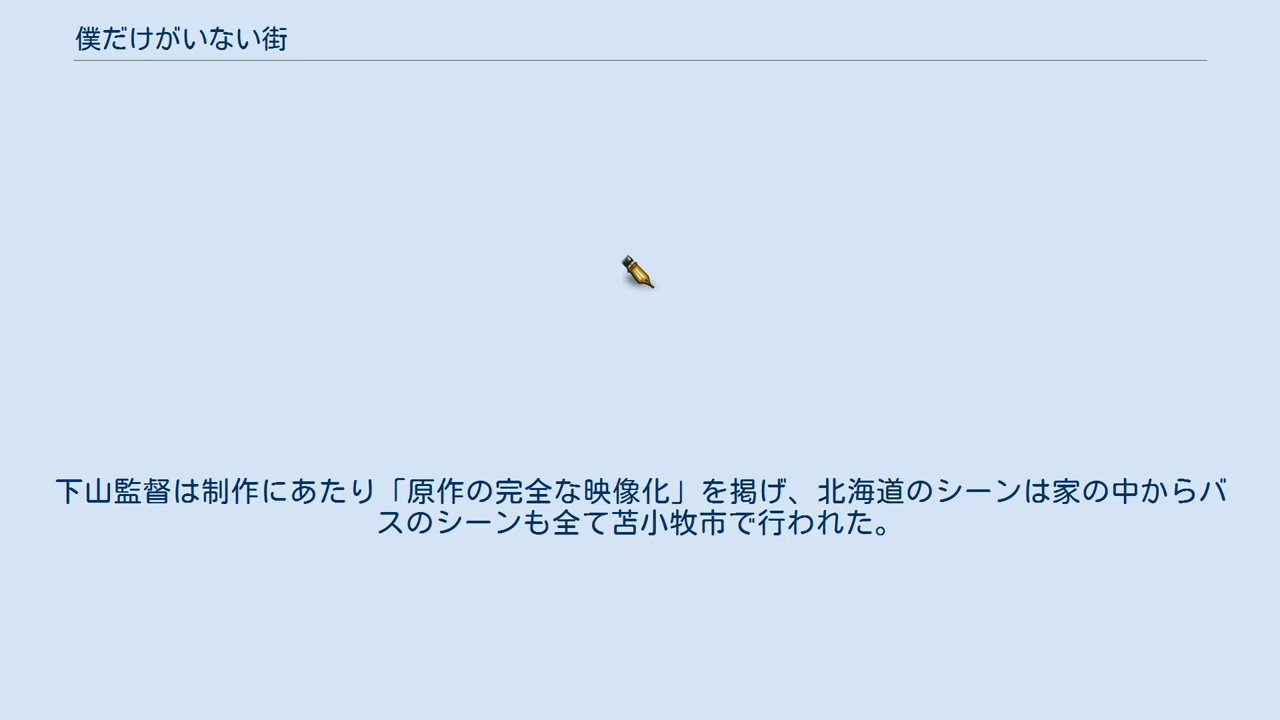 僕だけがいない街
下山監督は制作にあたり「原作の完全な映像化」を掲げ、北海道のシーンは家の中からバ
スのシーンも全て苫小牧市で行われた。